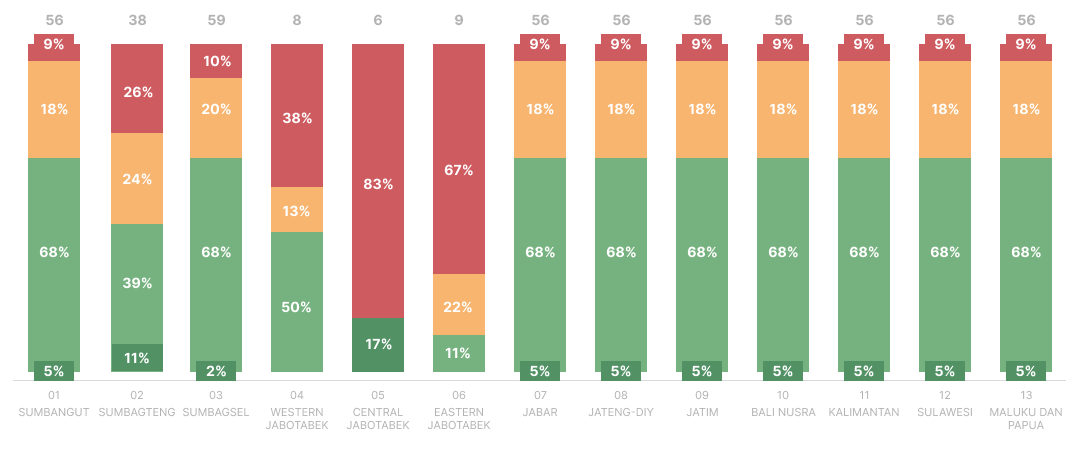 56 38 59 8 6 9 56 56 56 56 56 56 56
9% 26% 10% 38% 83% 67% 9% 9% 9% 9% 9% 9% 9%
18% 24% 20% 13% 22% 18% 18% 18% 18% 18% 18% 18%
68% 39% 68% 50% 11% 68% 68% 68% 68% 68% 68% 68%
5% 11% 2% 17% 5% 5% 5% 5% 5% 5% 5%
01 02 03 04 05 06 07 08 09 10 11 12 13
SUMBANGUT SUMBAGTENG SUMBAGSEL WESTERN CENTRAL EASTERN JABAR JATENG-DIY JATIM BALI NUSRA KALIMANTAN SULAWESI MALUKU DAN
JABOTABEK JABOTABEK JABOTABEK PAPUA